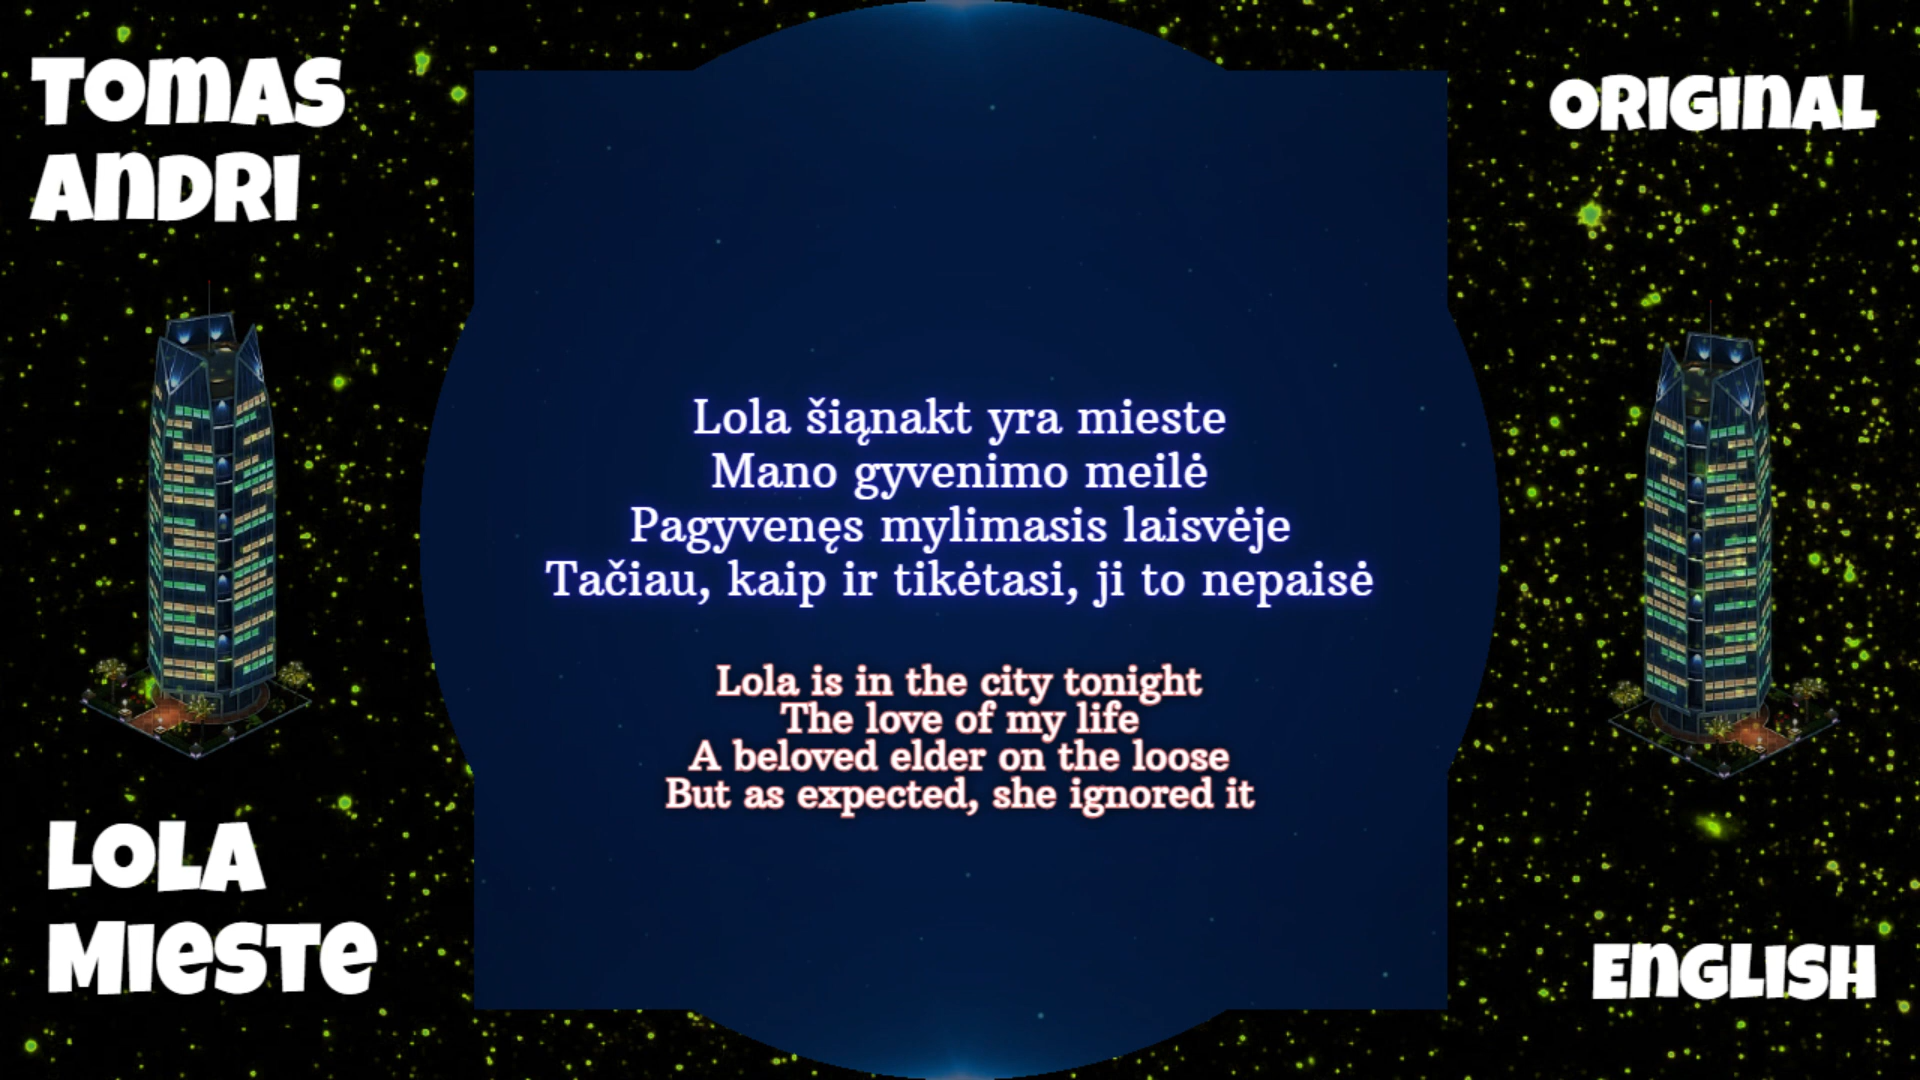 TOMAS
ANDRI
ORIGINAL
Lola šiąnakt yra mieste
Mano gyvenimo meilė
Pagyvenęs mylimasis laisvėje
Tačiau, kaip ir tikėtasi, ji to nepaisė
Lola is in the city tonight
The love of my life
A beloved elder on the loose
But as expected, she ignored it
LOLA
MIESTE
ENGLISH